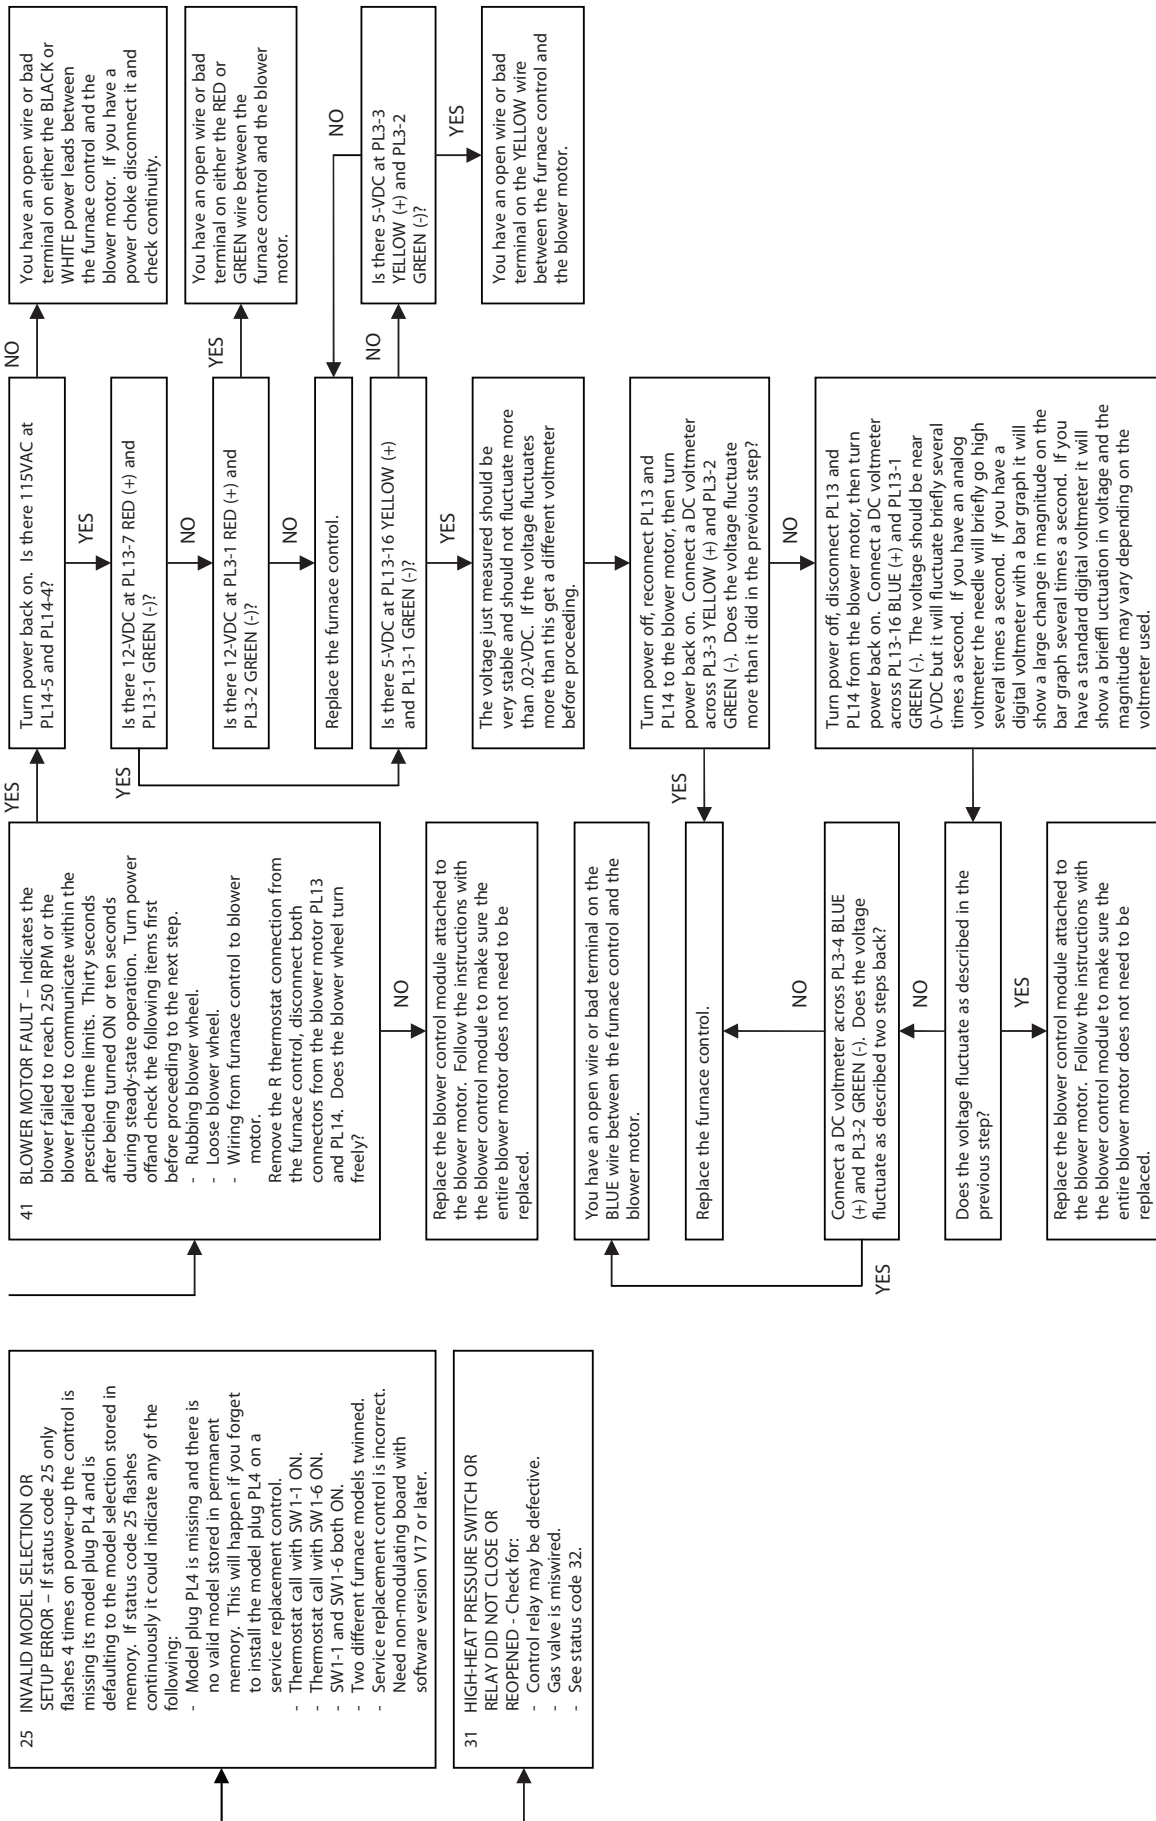 25 INVALID MODEL SELECTION OR
SETUP ERROR – If status code 25 only
flashes 4 times on power-up the control is
missing its model plug PL4 and is
defaulting to the model selection stored in
memory. If status code 25 flashes
continuously it could indicate any of the
following:
- Model plug PL4 is missing and there is
no valid model stored in permanent
memory. This will happen if you forget
to install the model plug PL4 on a
service replacement control.
- Thermostat call with SW1-1 ON.
- Thermostat call with SW1-6 ON.
- SW1-1 and SW1-6 both ON.
- Two different furnace models twinned.
- Service replacement control is incorrect.
Need non-modulating board with
software version V17 or later.
31 HIGH-HEAT PRESSURE SWITCH OR
RELAY DID NOT CLOSE OR
REOPENED - Check for:
- Control relay may be defective.
- Gas valve is miswired.
- See status code 32.
41 BLOWER MOTOR FAULT – Indicates the
blower failed to reach 250 RPM or the
blower failed to communicate within the
prescribed time limits. Thirty seconds
after being turned ON or ten seconds
during steady-state operation. Turn power
offand check the following items first
before proceeding to the next step.
- Rubbing blower wheel.
- Loose blower wheel.
- Wiring from furnace control to blower
motor.
Remove the R thermostat connection from
the furnace control, disconnect both
connectors from the blower motor PL13
and PL14. Does the blower wheel turn
freely?
NO
Replace the blower control module attached to
the blower motor. Follow the instructions with
the blower control module to make sure the
entire blower motor does not need to be
replaced.
YES
Turn power back on. Is there 115VAC at
PL14-5 and PL14-4?
NO
You have an open wire or bad
terminal on either the BLACK or
WHITE power leads between
the furnace control and the
blower motor. If you have a
power choke disconnect it and
check continuity.
YES
Is there 12-VDC at PL13-7 RED (+) and
PL13-1 GREEN (-)?
YES
NO
Is there 12-VDC at PL3-1 RED (+) and
PL3-2 GREEN (-)?
YES
You have an open wire or bad
terminal on either the RED or
GREEN wire between the
furnace control and the blower
motor.
NO
Replace the furnace control.
Is there 5-VDC at PL13-16 YELLOW (+)
and PL13-1 GREEN (-)?
NO
Is there 5-VDC at PL3-3
YELLOW (+) and PL3-2
GREEN (-)?
NO
YES
You have an open wire or bad
terminal on the YELLOW wire
between the furnace control and
the blower motor.
YES
The voltage just measured should be
very stable and should not fluctuate more
than .02-VDC. If the voltage fluctuates
more than this get a different voltmeter
before proceeding.
Turn power off, reconnect PL13 and
PL14 to the blower motor, then turn
power back on. Connect a DC voltmeter
across PL3-3 YELLOW (+) and PL3-2
GREEN (-). Does the voltage fluctuate
more than it did in the previous step?
YES
Replace the furnace control.
NO
Turn power off, disconnect PL13 and
PL14 from the blower motor, then turn
power back on. Connect a DC voltmeter
across PL13-16 BLUE (+) and PL13-1
GREEN (-). The voltage should be near
0-VDC but it will fluctuate briefly several
times a second. If you have an analog
voltmeter the needle will briefly go high
several times a second. If you have a
digital voltmeter with a bar graph it will
show a large change in magnitude on the
bar graph several times a second. If you
have a standard digital voltmeter it will
show a briefﬂ uctuation in voltage and the
magnitude may vary depending on the
voltmeter used.
Does the voltage fluctuate as described in the
previous step?
NO
Connect a DC voltmeter across PL3-4 BLUE
(+) and PL3-2 GREEN (-). Does the voltage
fluctuate as described two steps back?
NO
YES
You have an open wire or bad terminal on the
BLUE wire between the furnace control and the
blower motor.
YES
Replace the blower control module attached to
the blower motor. Follow the instructions with
the blower control module to make sure the
entire blower motor does not need to be
replaced.